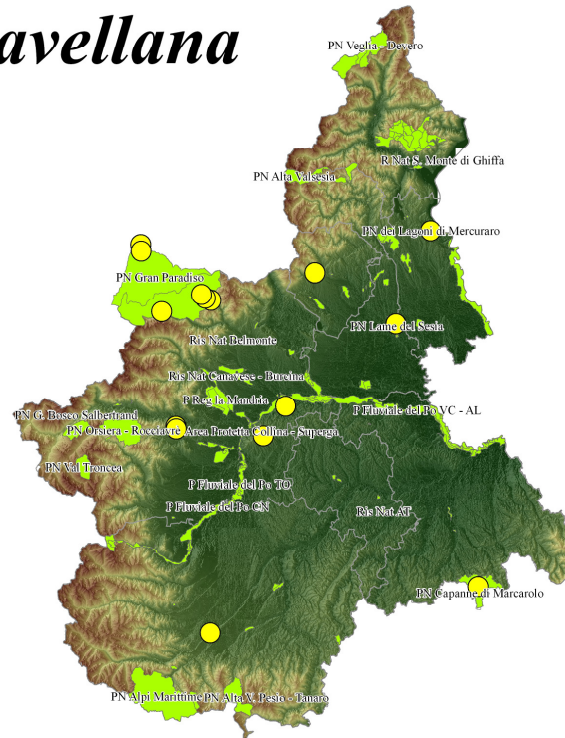 avellana
PN Veglia - Devero
R Nat S. Monte di Ghiffa
PN Alta Valsesia
PN dei Lagoni di Mercuraro
PN Gran Paradiso
PN Lame del Sesia
Ris Nat Belmonte
Ris Nat Canavese - Burcina
P Reg la Mandria
P Fluviale del Po VC - AL
PN G. Bosco Salbertrand
PN Orsiera - Rocciavrè
Area Protetta Collina - Superga
PN Val Troncea
P Fluviale del Po TO
P Fluviale del Po CN
Ris Nat AT
PN Capanne di Marcarolo
PN Alpi Marittime
PN Alta V. Pesio - Tanaro